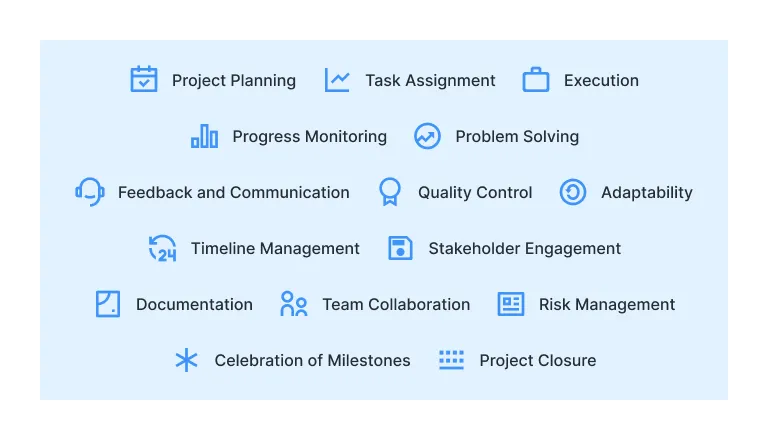 Project Planning Task Assignment Execution
Progress Monitoring Problem Solving
Feedback and Communication Quality Control Adaptability
24 Timeline Management Stakeholder Engagement
Documentation Team Collaboration Risk Management
Celebration of Milestones Project Closure